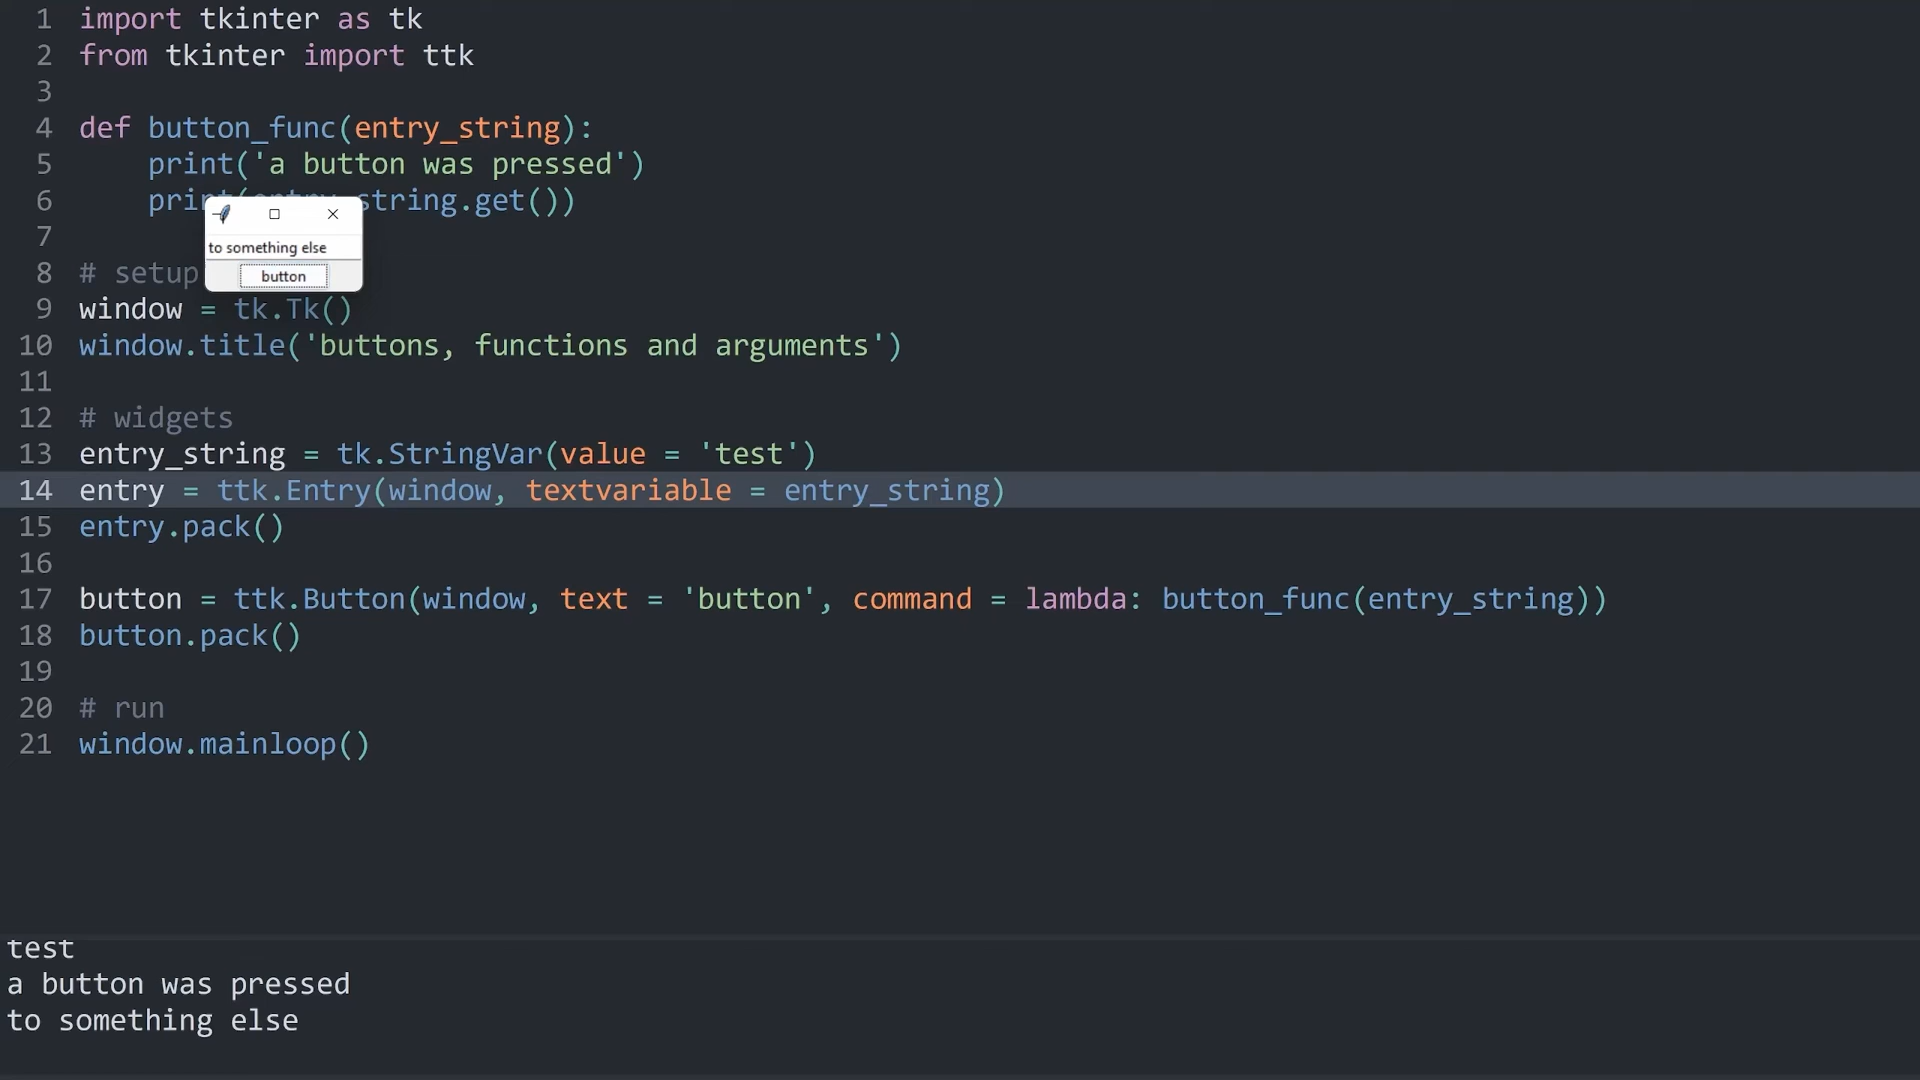 1 import tkinter as tk
2 from tkinter import ttk
3
4 def button_func(entry_string):
5     print('a button was pressed')
6     print(entry_string.get())
7
to something else
8 # setup
button
9 window = tk.Tk()
10 window.title('buttons, functions and arguments')
11
12 # widgets
13 entry_string = tk.StringVar(value = 'test')
14 entry = ttk.Entry(window, textvariable = entry_string)
15 entry.pack()
16
17 button = ttk.Button(window, text = 'button', command = lambda: button_func(entry_string))
18 button.pack()
19
20 # run
21 window.mainloop()
test
a button was pressed
to something else